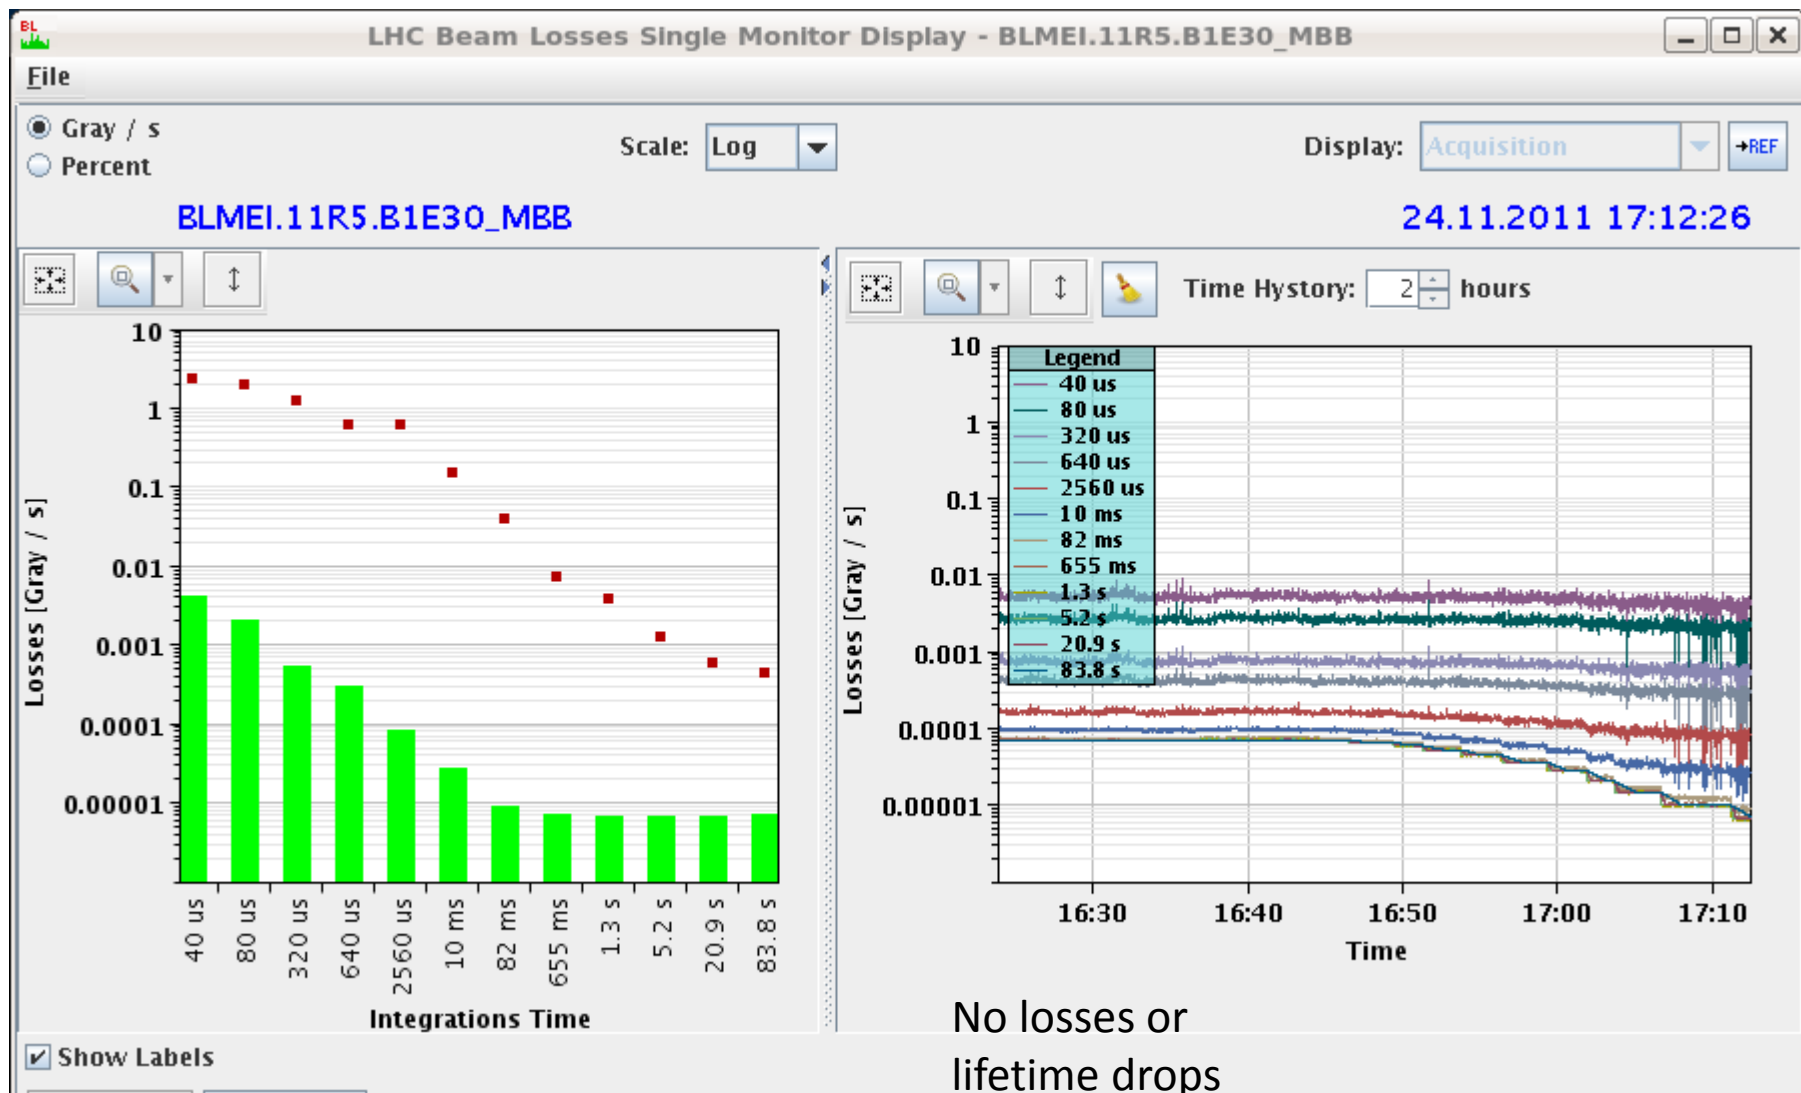 BL
LHC Beam Losses Single Monitor Display - BLMEI.11R5.B1E30_MBB
File
Gray / s
Percent
Scale: Log
Display: Acquisition
→REF
BLMEI.11R5.B1E30_MBB
24.11.2011 17:12:26
Time Hystory: 2 hours
10
1
0.1
0.01
0.001
0.0001
0.00001
Losses [Gray / s]
40 us
80 us
320 us
640 us
2560 us
10 ms
82 ms
655 ms
1.3 s
5.2 s
20.9 s
83.8 s
Integrations Time
10
1
0.1
0.01
0.001
0.0001
0.00001
Losses [Gray / s]
Legend
40 us
80 us
320 us
640 us
2560 us
10 ms
82 ms
655 ms
1.3 s
5.2 s
20.9 s
83.8 s
16:30 16:40 16:50 17:00 17:10
Time
No losses or
lifetime drops
Show Labels